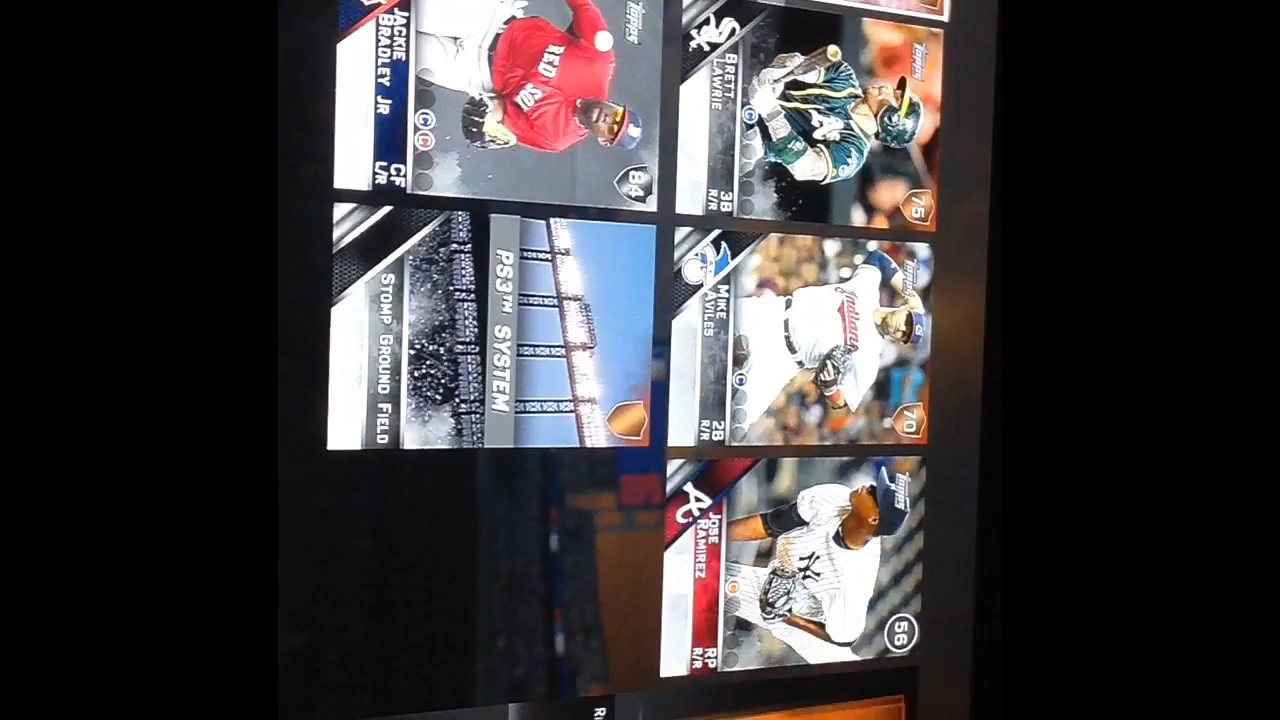 Topps
75
BRETT
LAWRIE
3B
R/R
C
Topps
70
Indians
MIKE
AVILES
2B
R/R
C
Topps
56
NY
A
JOSE
RAMIREZ
RP
R/R
C
Topps
84
RED SOX
JACKIE
BRADLEY JR
CF
L/R
C C
PS3™ SYSTEM
STOMP GROUND FIELD